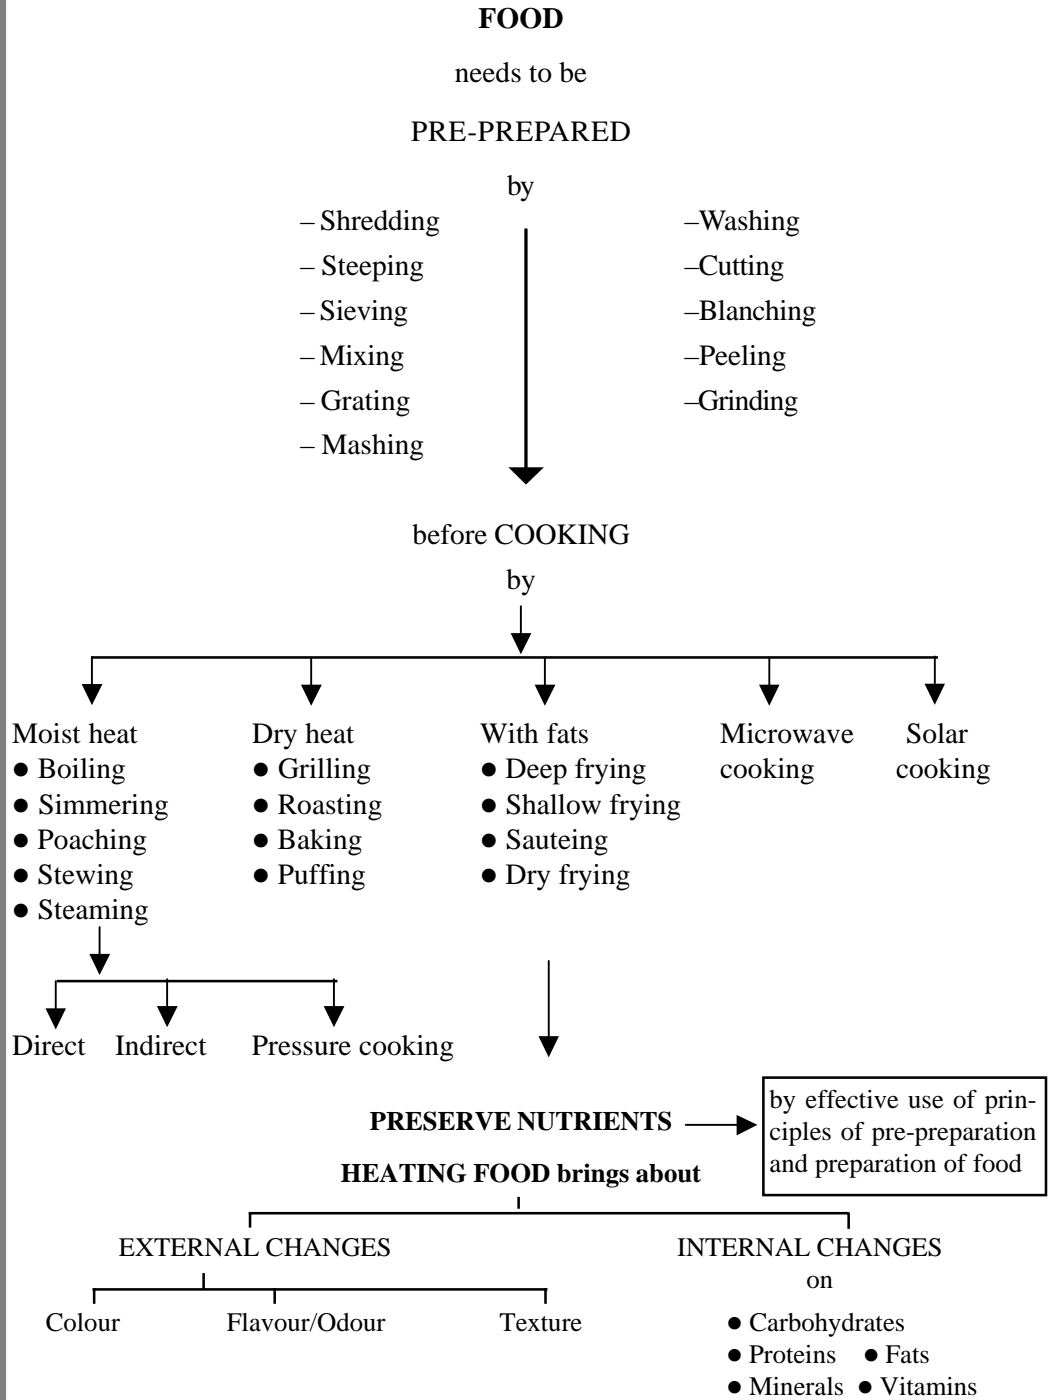 FOOD
needs to be
PRE-PREPARED
by
– Shredding –Washing
– Steeping –Cutting
– Sieving –Blanching
– Mixing –Peeling
– Grating –Grinding
– Mashing
before COOKING
by
Moist heat
● Boiling
● Simmering
● Poaching
● Stewing
● Steaming
Dry heat
● Grilling
● Roasting
● Baking
● Puffing
With fats
● Deep frying
● Shallow frying
● Sauteing
● Dry frying
Microwave
cooking
Solar
cooking
Direct Indirect Pressure cooking
PRESERVE NUTRIENTS
by effective use of prin-
ciples of pre-preparation
and preparation of food
HEATING FOOD brings about
EXTERNAL CHANGES
Colour Flavour/Odour Texture
INTERNAL CHANGES
on
● Carbohydrates
● Proteins ● Fats
● Minerals ● Vitamins